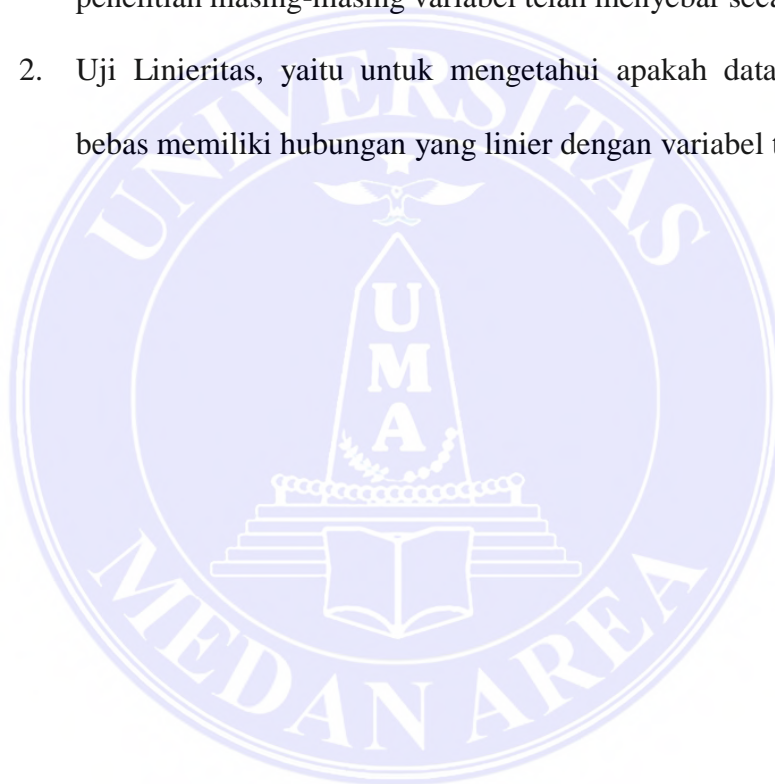 penelitian masing-masing variabel telah menyebar
2. Uji Linieritas, yaitu untuk mengetahui apakah data
bebas memiliki hubungan yang linier dengan variabel
UNIVERSITAS
UMA
MEDAN AREA